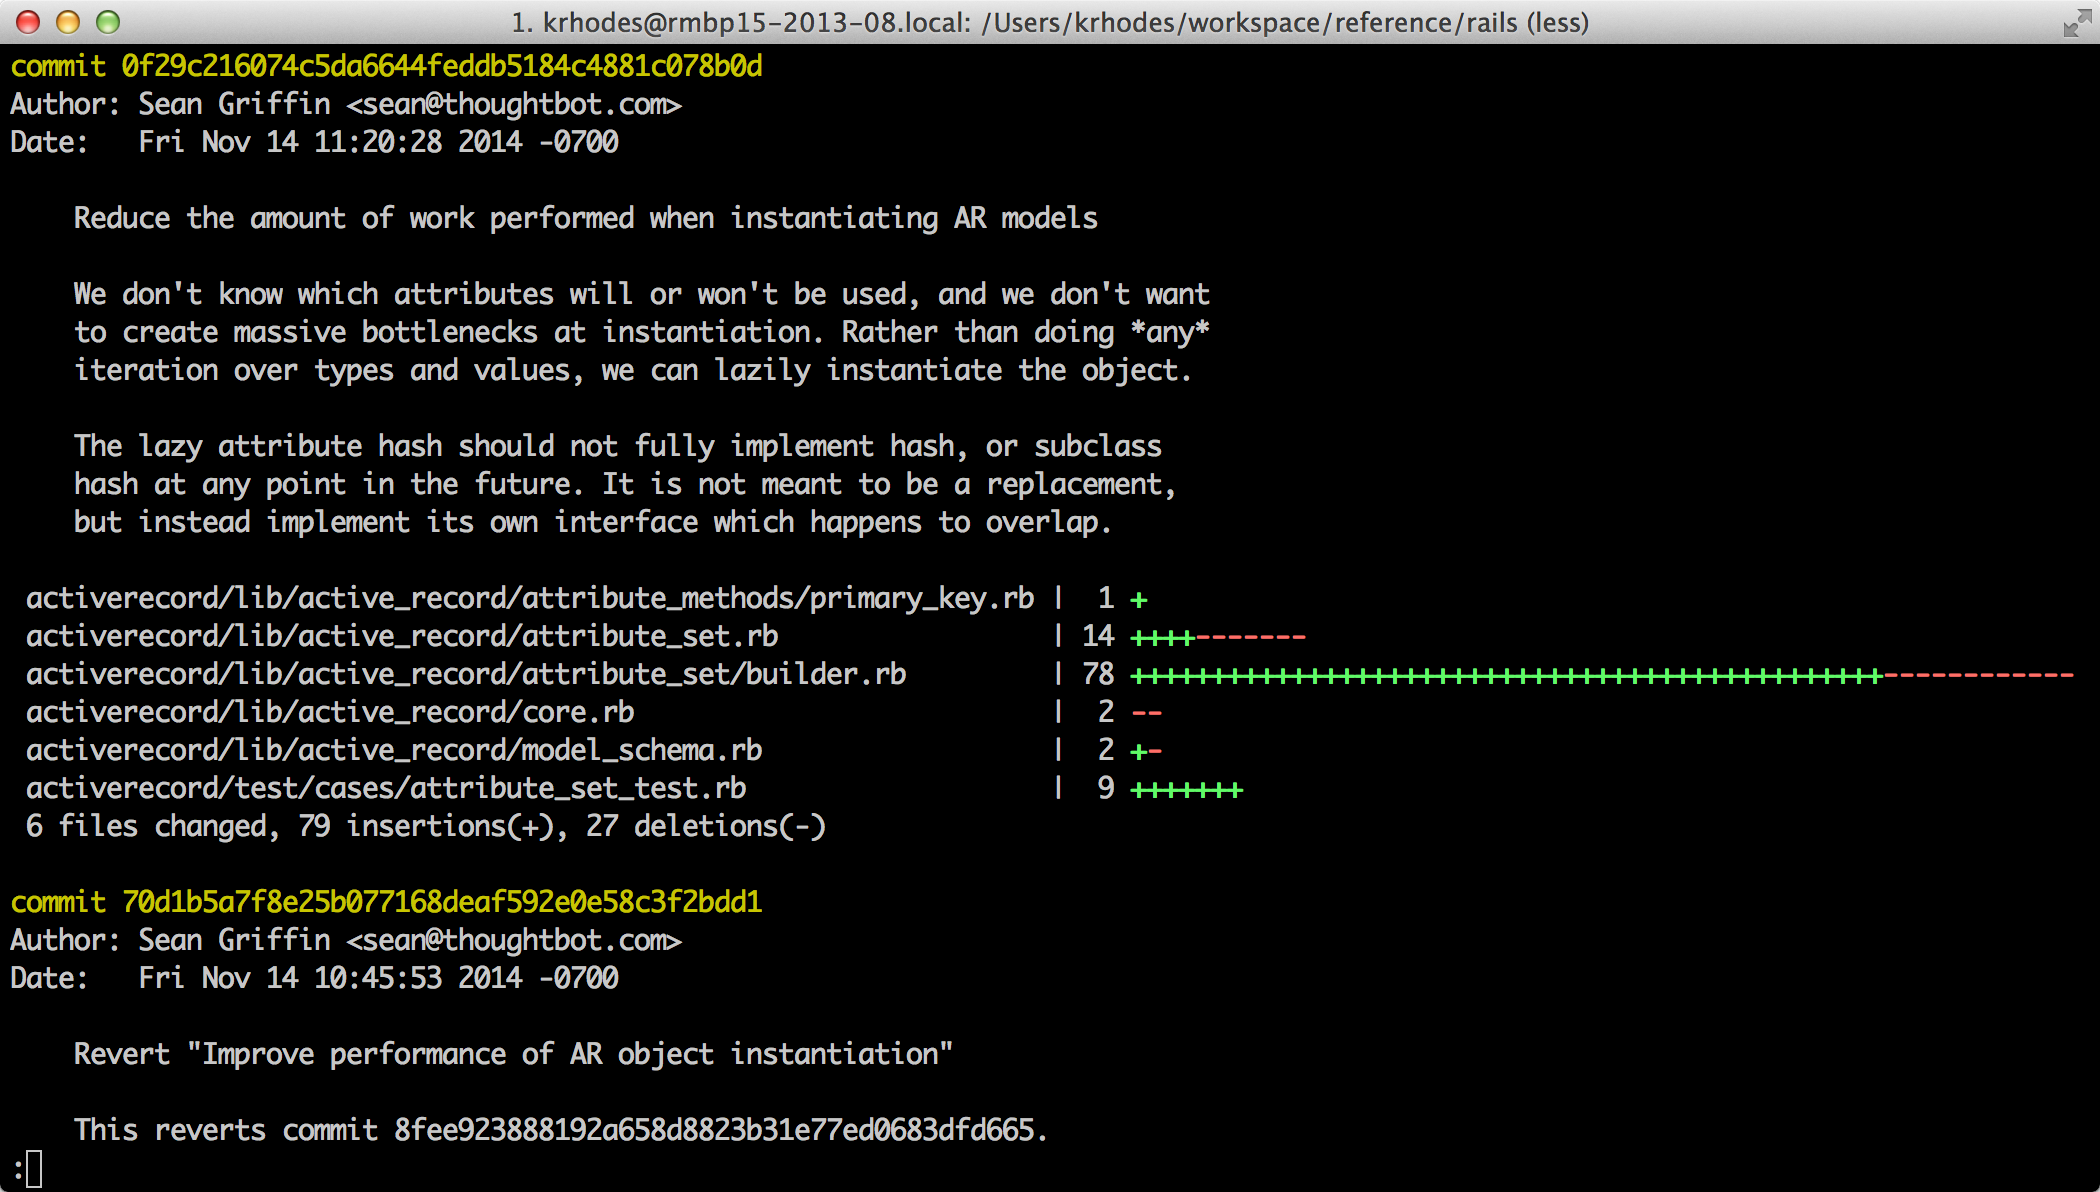 1. krhodes@rmbp15-2013-08.local: /Users/krhodes/workspace/reference/rails (less)
commit 0f29c216074c5da6644feddb5184c4881c078b0d
Author: Sean Griffin <sean@thoughtbot.com>
Date:   Fri Nov 14 11:20:28 2014 -0700
Reduce the amount of work performed when instantiating AR models
We don't know which attributes will or won't be used, and we don't want
to create massive bottlenecks at instantiation. Rather than doing *any*
iteration over types and values, we can lazily instantiate the object.
The lazy attribute hash should not fully implement hash, or subclass
hash at any point in the future. It is not meant to be a replacement,
but instead implement its own interface which happens to overlap.
activerecord/lib/active_record/attribute_methods/primary_key.rb |  1 +
activerecord/lib/active_record/attribute_set.rb                 | 14 ++++-------
activerecord/lib/active_record/attribute_set/builder.rb         | 78 +++++++++++++++++++++++++++++++++++++++++++++++------------
activerecord/lib/active_record/core.rb                          |  2 --
activerecord/lib/active_record/model_schema.rb                  |  2 +-
activerecord/test/cases/attribute_set_test.rb                   |  9 +++++++
6 files changed, 79 insertions(+), 27 deletions(-)
commit 70d1b5a7f8e25b077168deaf592e0e58c3f2bdd1
Author: Sean Griffin <sean@thoughtbot.com>
Date:   Fri Nov 14 10:45:53 2014 -0700
Revert "Improve performance of AR object instantiation"
This reverts commit 8fee923888192a658d8823b31e77ed0683dfd665.
: